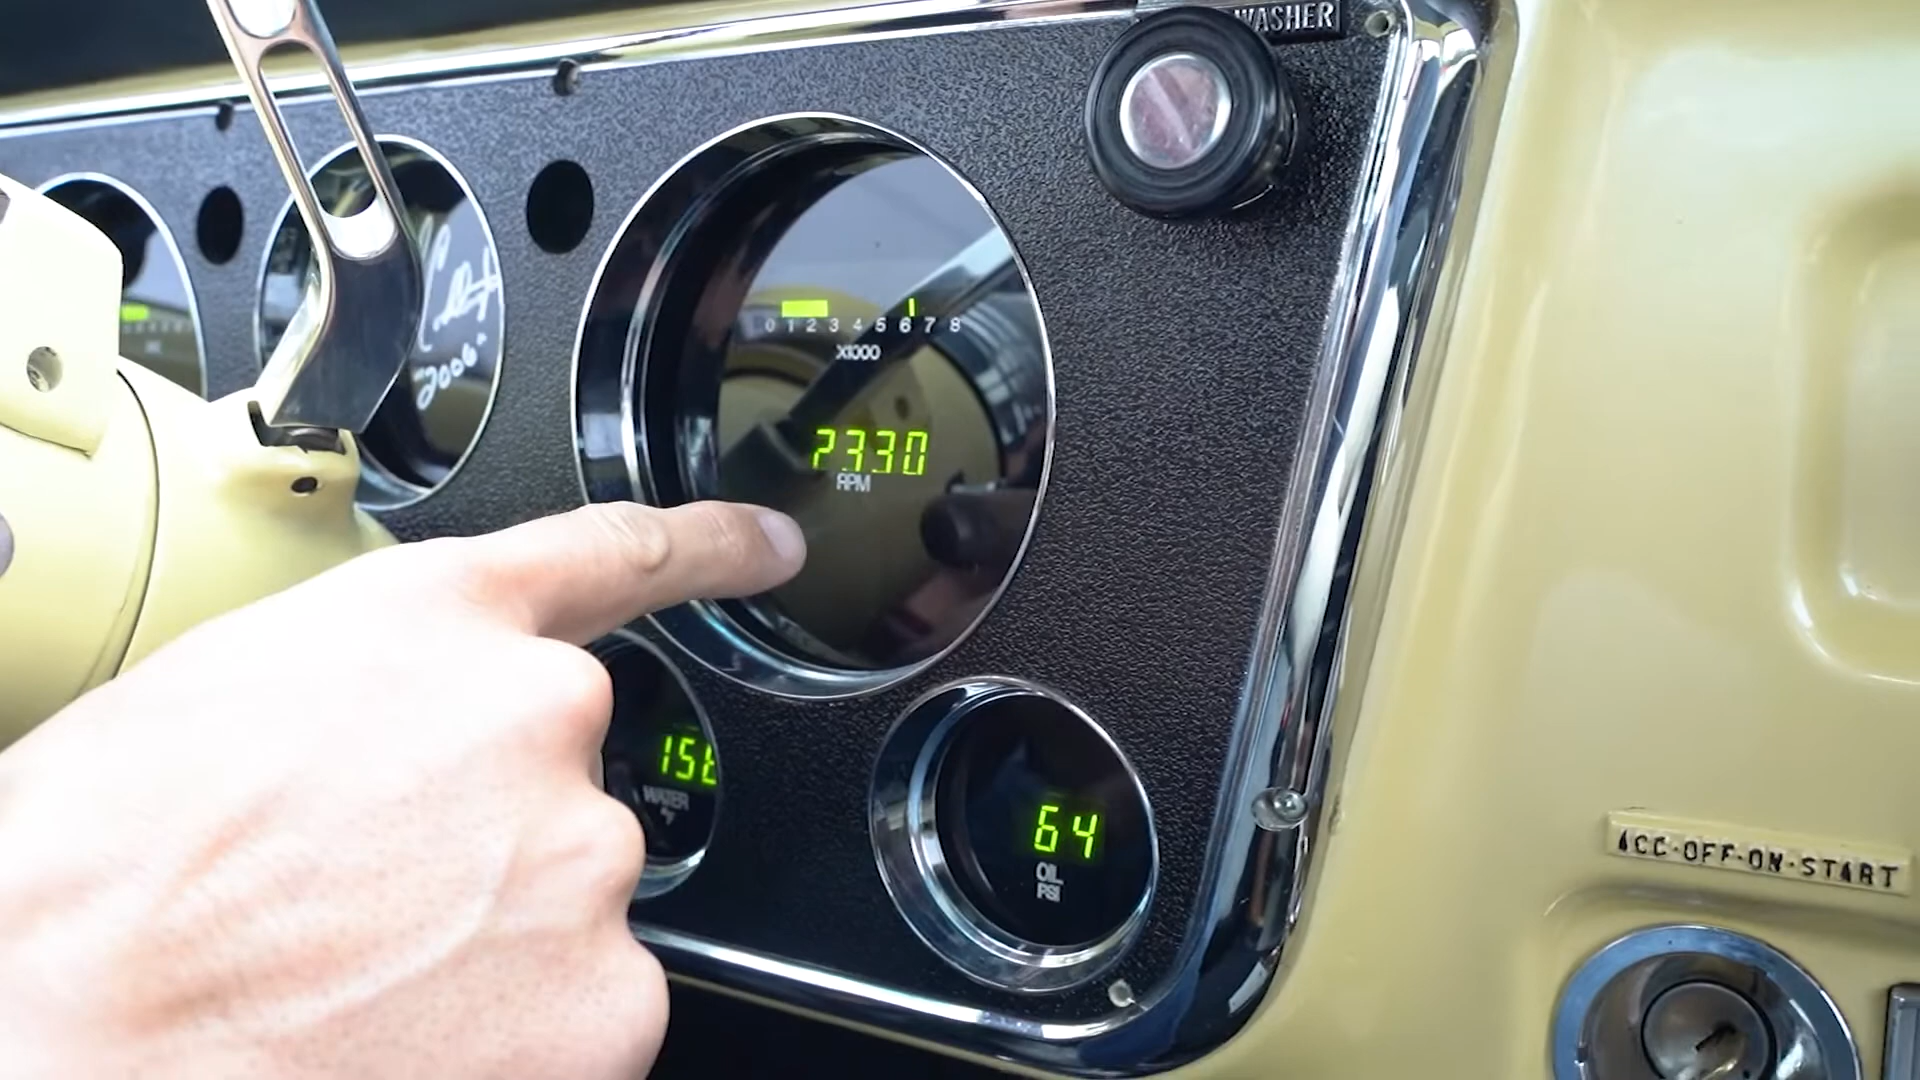 WASHER
0 1 2 3 4 5 6 7 8
X1000
2330
RPM
"2006"
WATER
64
OIL
PSI
ACC·OFF·ON·START